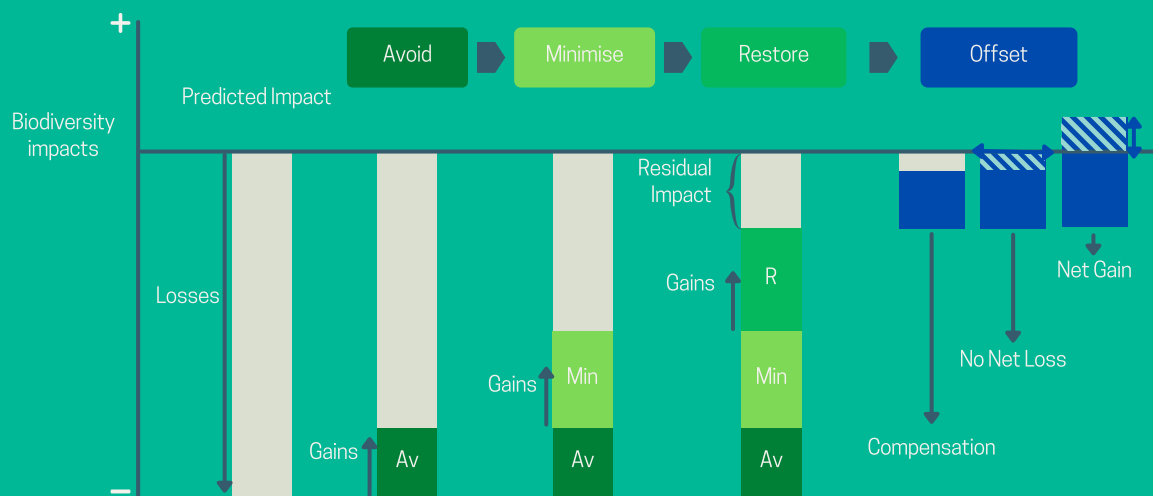 +
Avoid
Minimise
Restore
Offset
Predicted Impact
Biodiversity
impacts
Residual
Impact
Losses
Gains
R
Gains
Min
Min
Gains
Av
Av
Av
Net Gain
No Net Loss
Compensation
−